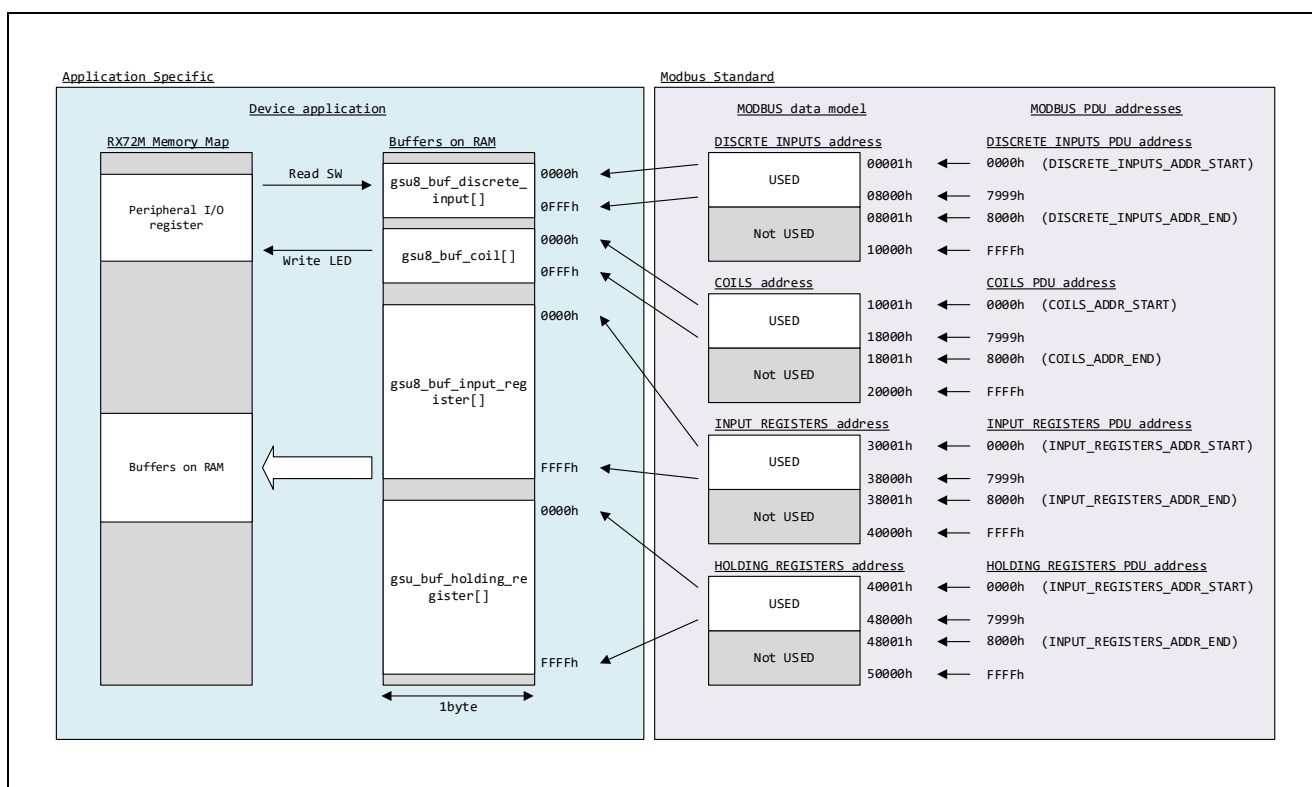 Application Specific
Device application
RX72M Memory Map
Peripheral I/O
register
Buffers on RAM
Read SW
Write LED
Buffers on RAM
gsu8_buf_discrete_
input[]
0000h
0FFFh
gsu8_buf_coil[]
0000h
0FFFh
gsu8_buf_input_reg
ister[]
0000h
FFFFh
gsu_buf_holding_re
gister[]
0000h
FFFFh
1byte
Modbus Standard
MODBUS data model
MODBUS PDU addresses
DISCRTE INPUTS address
DISCRETE INPUTS PDU address
USED
Not USED
00001h
0000h (DISCRETE_INPUTS_ADDR_START)
08000h
7999h
08001h
8000h (DISCRETE_INPUTS_ADDR_END)
10000h
FFFFh
COILS address
COILS PDU address
USED
Not USED
10001h
0000h (COILS_ADDR_START)
18000h
7999h
18001h
8000h (COILS_ADDR_END)
20000h
FFFFh
INPUT REGISTERS address
INPUT REGISTERS PDU address
USED
Not USED
30001h
0000h (INPUT_REGISTERS_ADDR_START)
38000h
7999h
38001h
8000h (INPUT_REGISTERS_ADDR_END)
40000h
FFFFh
HOLDING REGISTERS address
HOLDING REGISTERS PDU address
USED
Not USED
40001h
0000h (INPUT_REGISTERS_ADDR_START)
48000h
7999h
48001h
8000h (INPUT_REGISTERS_ADDR_END)
50000h
FFFFh